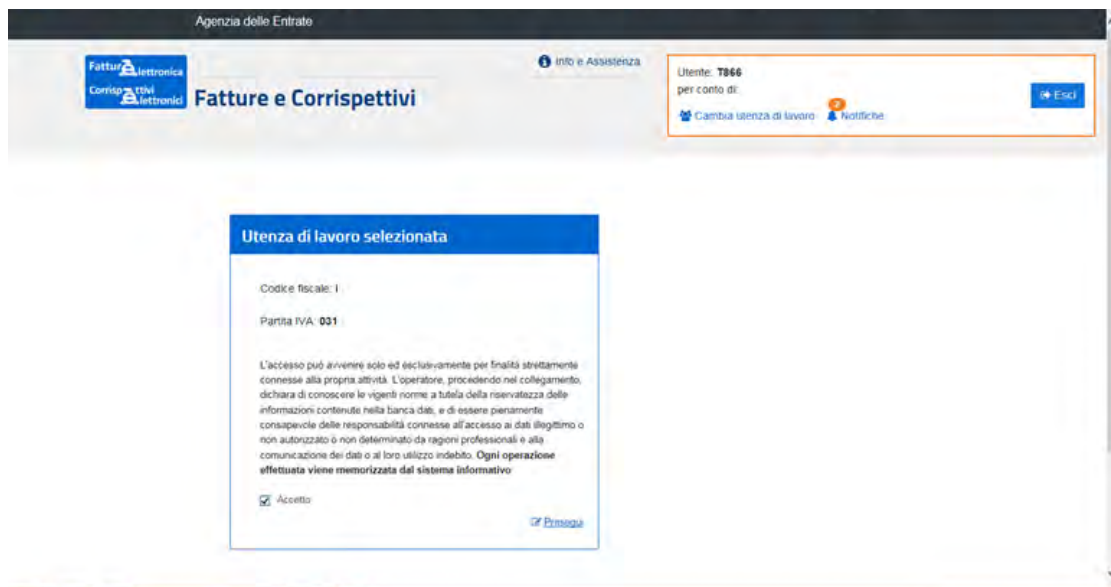 Agenzia delle Entrate
Fattura Elettronica
Corrispettivi Elettronici
Fatture e Corrispettivi
Info e Assistenza
Utente: T866
per conto di:
Cambia utenza di lavoro
2
Notifiche
Esci
Utenza di lavoro selezionata
Codice fiscale: I
Partita IVA: 031
L'accesso può avvenire solo ed esclusivamente per finalità strettamente
connesse alla propria attività. L'operatore, procedendo nel collegamento,
dichiara di conoscere le vigenti norme a tutela della riservatezza delle
informazioni contenute nella banca dati, e di essere pienamente
consapevole delle responsabilità connesse all'accesso ai dati illegittimo o
non autorizzato o non determinato da ragioni professionali e alla
comunicazione dei dati o al loro utilizzo indebito. Ogni operazione
effettuata viene memorizzata dal sistema informativo
Accetto
Prosegui